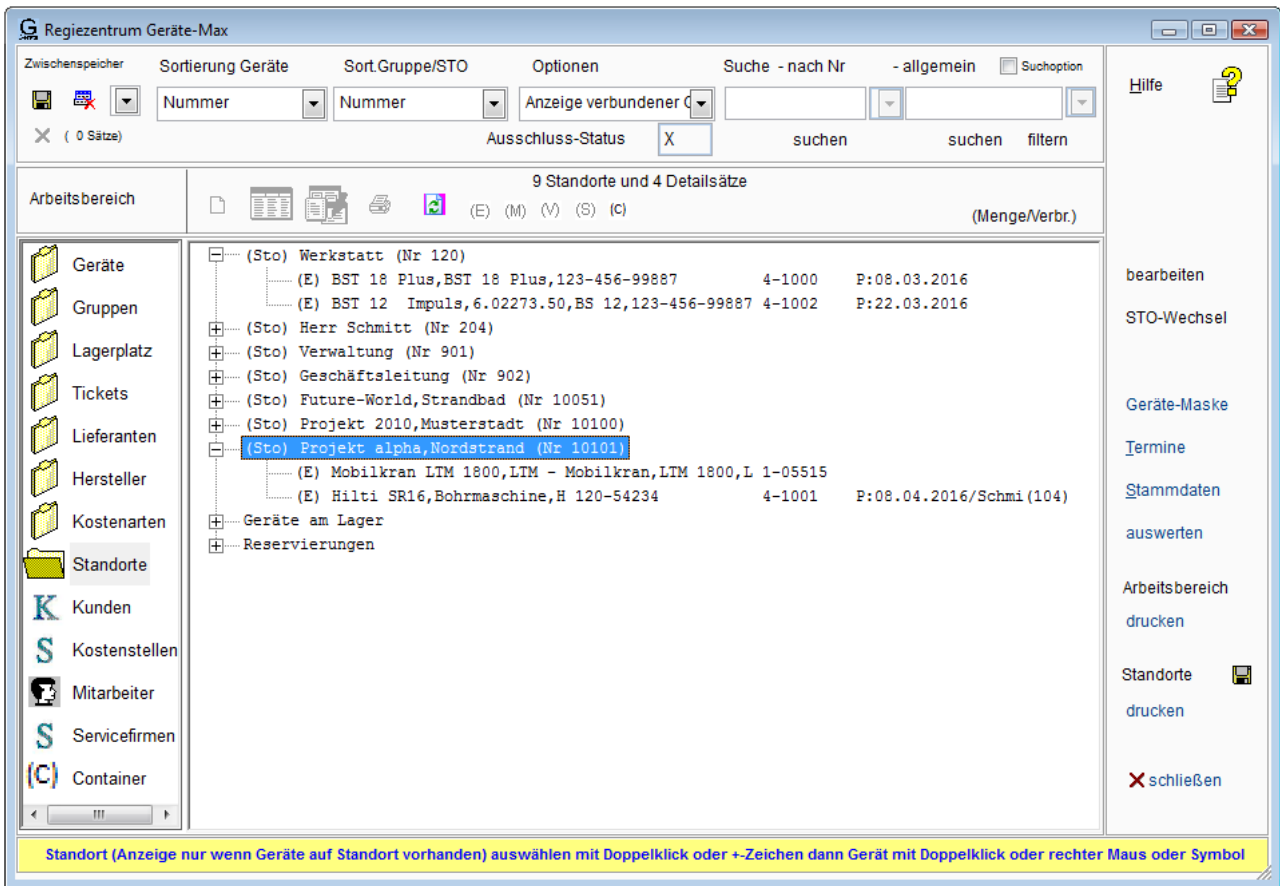 Regiezentrum Geräte-Max
Zwischenspeicher Sortierung Geräte Sort.Gruppe/STO Optionen Suche - nach Nr - allgemein Suchoption
Nummer Nummer Anzeige verbundener
( 0 Sätze) Ausschluss-Status X suchen suchen filtern
Hilfe
Arbeitsbereich
9 Standorte und 4 Detailsätze
(E) (M) (V) (S) (C) (Menge/Verbr.)
Geräte
Gruppen
Lagerplatz
Tickets
Lieferanten
Hersteller
Kostenarten
Standorte
Kunden
Kostenstellen
Mitarbeiter
Servicefirmen
(C) Container
(Sto) Werkstatt (Nr 120)
(E) BST 18 Plus,BST 18 Plus,123-456-99887 4-1000 P:08.03.2016
(E) BST 12 Impuls,6.02273.50,BS 12,123-456-99887 4-1002 P:22.03.2016
(Sto) Herr Schmitt (Nr 204)
(Sto) Verwaltung (Nr 901)
(Sto) Geschäftsleitung (Nr 902)
(Sto) Future-World,Strandbad (Nr 10051)
(Sto) Projekt 2010,Musterstadt (Nr 10100)
(Sto) Projekt alpha,Nordstrand (Nr 10101)
(E) Mobilkran LTM 1800,LTM - Mobilkran,LTM 1800,L 1-05515
(E) Hilti SR16,Bohrmaschine,H 120-54234 4-1001 P:08.04.2016/Schmi(104)
Geräte am Lager
Reservierungen
bearbeiten
STO-Wechsel
Geräte-Maske
Termine
Stammdaten
auswerten
Arbeitsbereich
drucken
Standorte
drucken
schließen
Standort (Anzeige nur wenn Geräte auf Standort vorhanden) auswählen mit Doppelklick oder +-Zeichen dann Gerät mit Doppelklick oder rechter Maus oder Symbol